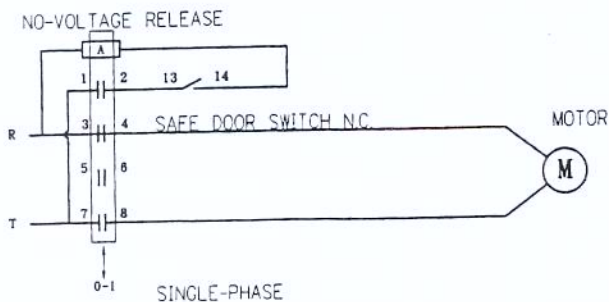 NO-VOLTAGE RELEASE
A
1 2 13 14
R 3 4 SAFE DOOR SWITCH N.C. MOTOR
5 6 M
T 7 8
0-1 SINGLE-PHASE